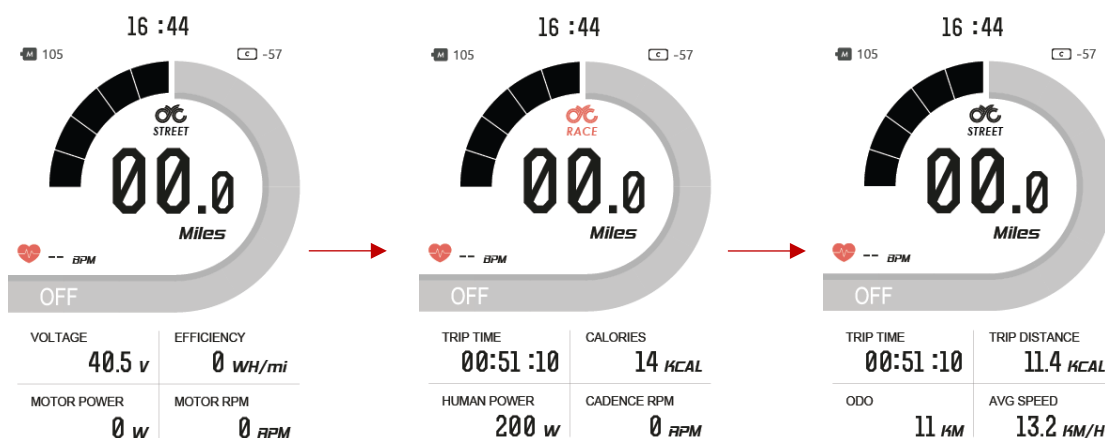 16 :44
M 105
C -57
STREET
00.0
Miles
-- BPM
OFF
VOLTAGE
40.5 V
EFFICIENCY
0 WH/mi
MOTOR POWER
0 W
MOTOR RPM
0 RPM
16 :44
M 105
C -57
RACE
00.0
Miles
-- BPM
OFF
TRIP TIME
00:51 :10
CALORIES
14 KCAL
HUMAN POWER
200 W
CADENCE RPM
0 RPM
16 :44
M 105
C -57
STREET
00.0
Miles
-- BPM
OFF
TRIP TIME
00:51 :10
TRIP DISTANCE
11.4 KCAL
ODO
11 KM
AVG SPEED
13.2 KM/H